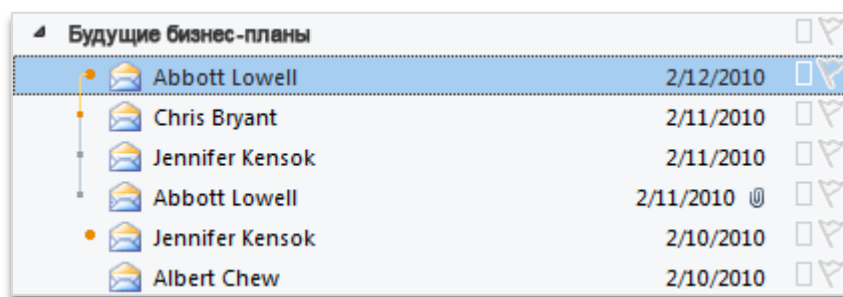 Будущие бизнес-планы
Abbott Lowell 2/12/2010
Chris Bryant 2/11/2010
Jennifer Kensok 2/11/2010
Abbott Lowell 2/11/2010
Jennifer Kensok 2/10/2010
Albert Chew 2/10/2010